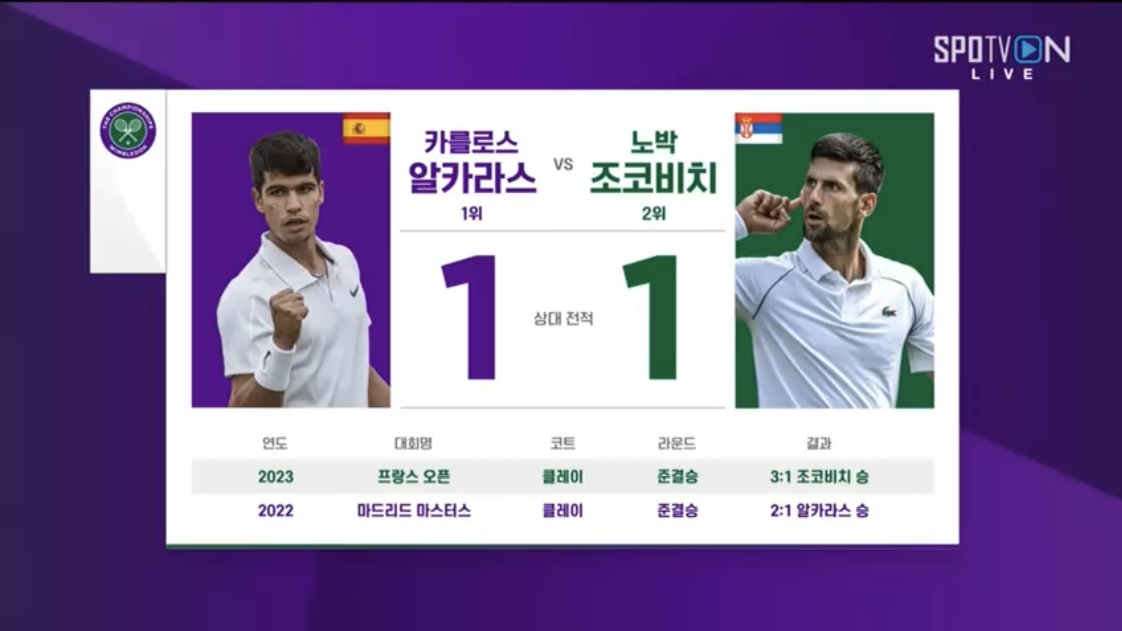 SPOTV ON
LIVE
THE CHAMPIONSHIPS
WIMBLEDON
카를로스
알카라스
1위
vs
노박
조코비치
2위
1 상대 전적 1
연도 대회명 코트 라운드 결과
2023 프랑스 오픈 클레이 준결승 3:1 조코비치 승
2022 마드리드 마스터스 클레이 준결승 2:1 알카라스 승